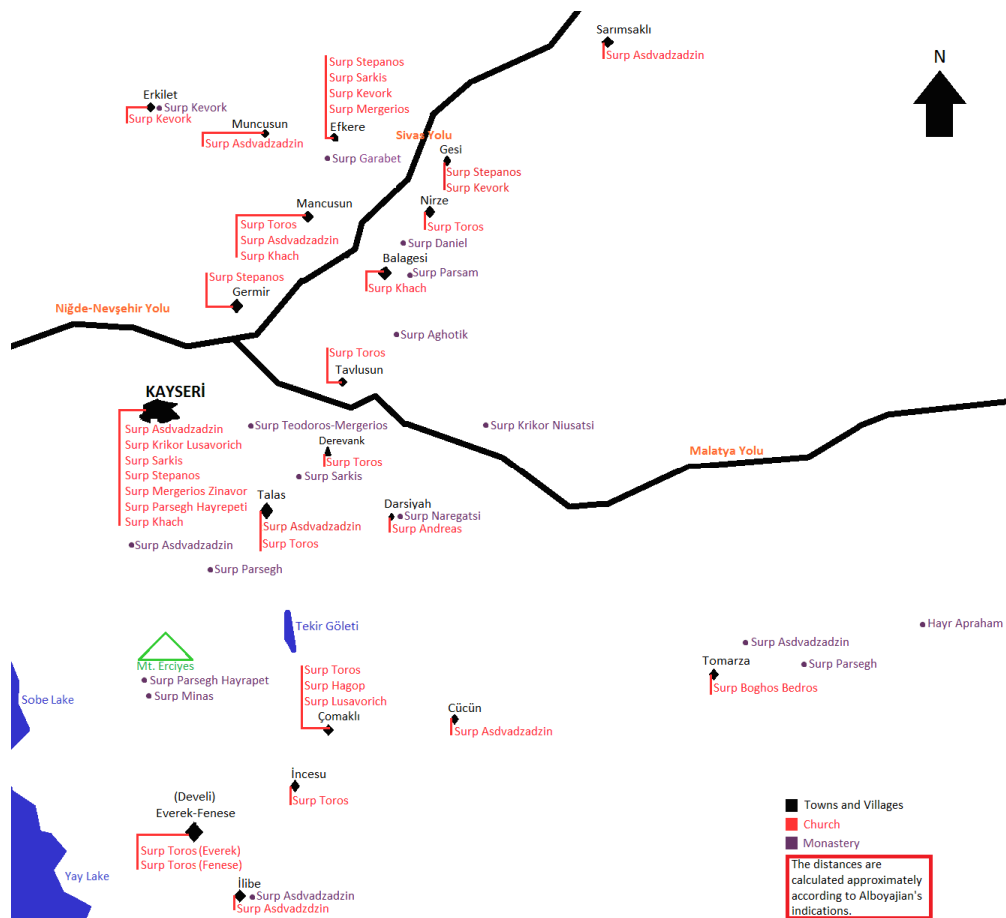 Sarımsaklı
Surp Asdvadzadzin
N
Surp Stepanos
Surp Sarkis
Surp Kevork
Surp Mergerios
Efkere
Surp Garabet
Erkilet
Surp Kevork
Surp Kevork
Muncusun
Surp Asdvadzadzin
Sivas Yolu
Gesi
Surp Stepanos
Surp Kevork
Mancusun
Surp Toros
Surp Asdvadzadzin
Surp Khach
Nirze
Surp Toros
Surp Daniel
Balagesi
Surp Parsam
Surp Khach
Surp Stepanos
Germir
Niğde-Nevşehir Yolu
Surp Aghotik
Surp Toros
Tavlusun
KAYSERİ
Surp Asdvadzadzin
Surp Krikor Lusavorich
Surp Sarkis
Surp Stepanos
Surp Mergerios Zinavor
Surp Parsegh Hayrepeti
Surp Khach
Surp Teodoros-Mergerios
Derevank
Surp Toros
Surp Sarkis
Surp Krikor Niusatsi
Malatya Yolu
Talas
Surp Asdvadzadzin
Surp Toros
Darsiyah
Surp Naregatsi
Surp Andreas
Surp Asdvadzadzin
Surp Parsegh
Tekir Göleti
Mt. Erciyes
Surp Parsegh Hayrapet
Surp Minas
Sobe Lake
Surp Toros
Surp Hagop
Surp Lusavorich
Çomaklı
Cücün
Surp Asdvadzadzin
Hayr Apraham
Surp Asdvadzadzin
Surp Parsegh
Tomarza
Surp Boghos Bedros
İncesu
Surp Toros
(Develi)
Everek-Fenese
Surp Toros (Everek)
Surp Toros (Fenese)
Yay Lake
İlibe
Surp Asdvadzadzin
Surp Asdvadzdzin
Towns and Villages
Church
Monastery
The distances are
calculated approximately
according to Alboyajian's
indications.